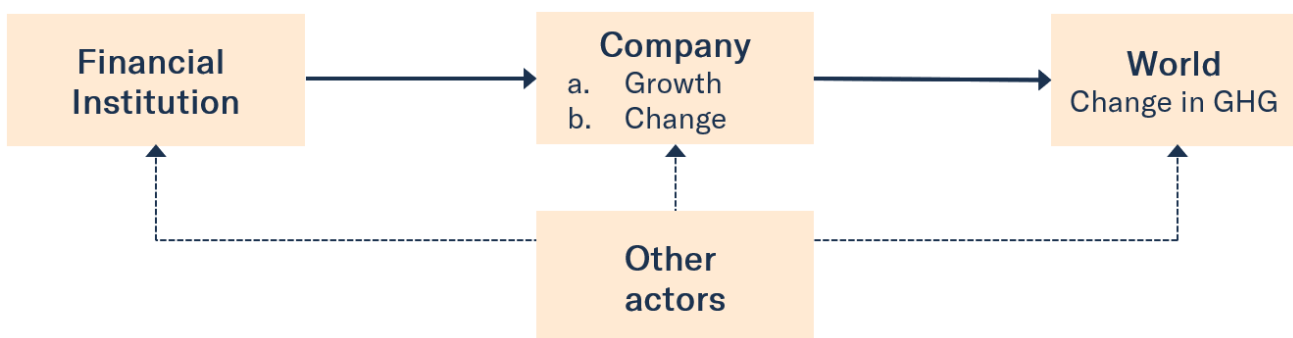 Financial
Institution
Company
a. Growth
b. Change
World
Change in GHG
Other
actors